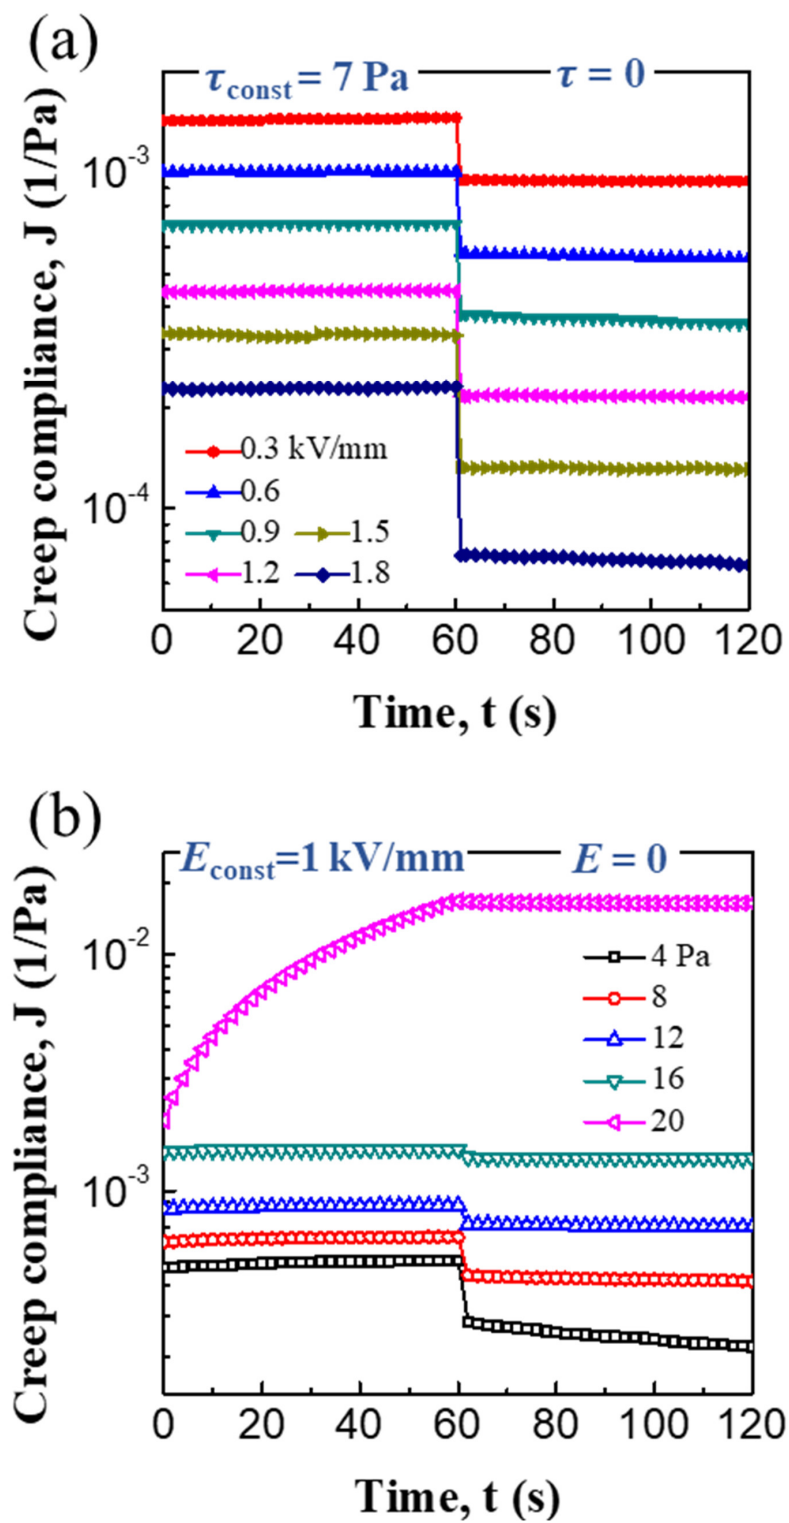 (a)
τconst = 7 Pa τ = 0
10-3
10-4
0.3 kV/mm
0.6
0.9 1.5
1.2 1.8
0 20 40 60 80 100 120
Creep compliance, J (1/Pa)
Time, t (s)
(b)
Econst=1 kV/mm E = 0
10-2
10-3
4 Pa
8
12
16
20
0 20 40 60 80 100 120
Creep compliance, J (1/Pa)
Time, t (s)